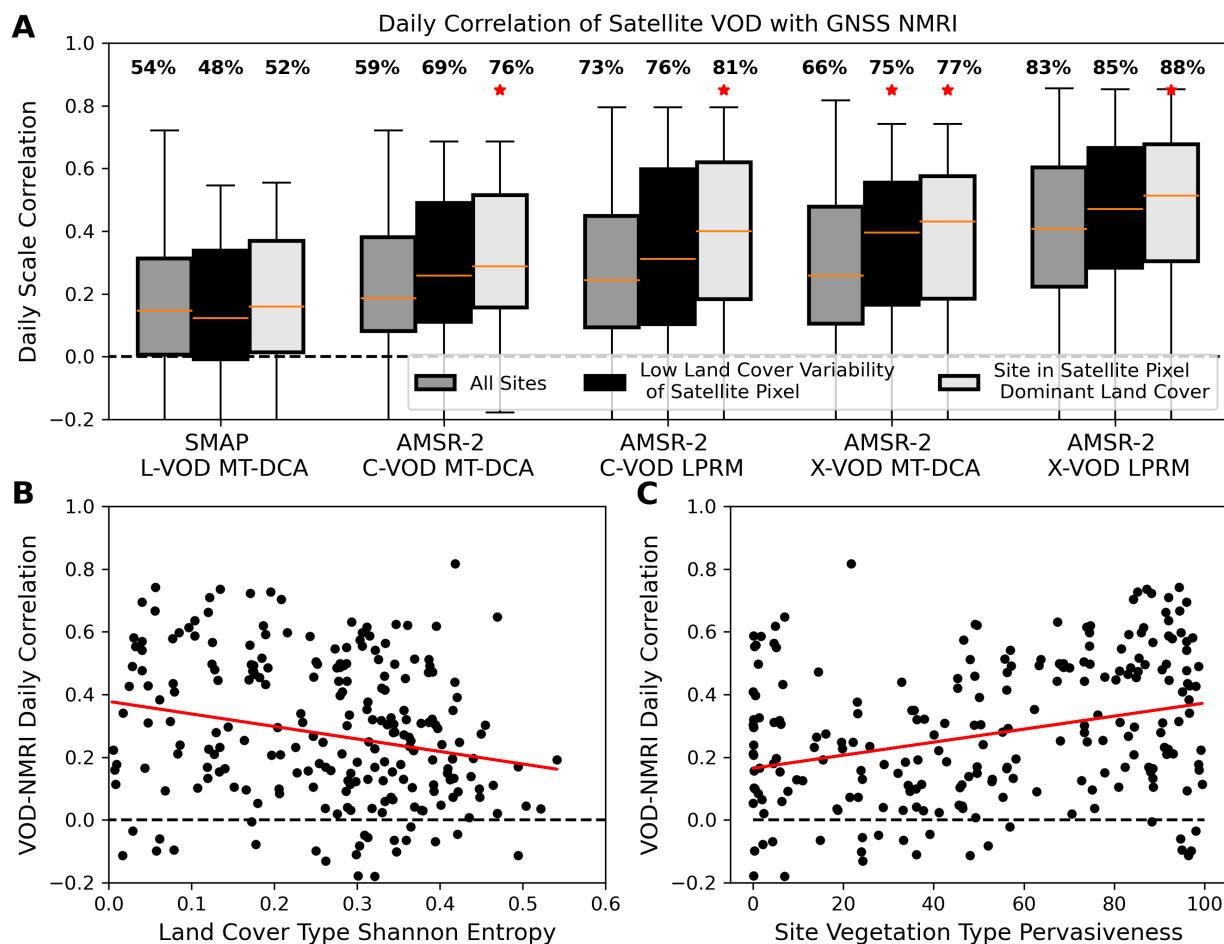 A
Daily Correlation of Satellite VOD with GNSS NMRI
Daily Scale Correlation
1.0
0.8
0.6
0.4
0.2
0.0
−0.2
54% 48% 52% 59% 69% 76% 73% 76% 81% 66% 75% 77% 83% 85% 88%
All Sites
Low Land Cover Variability
of Satellite Pixel
Site in Satellite Pixel
Dominant Land Cover
SMAP
L-VOD MT-DCA
AMSR-2
C-VOD MT-DCA
AMSR-2
C-VOD LPRM
AMSR-2
X-VOD MT-DCA
AMSR-2
X-VOD LPRM
B
VOD-NMRI Daily Correlation
1.0
0.8
0.6
0.4
0.2
0.0
−0.2
0.0 0.1 0.2 0.3 0.4 0.5 0.6
Land Cover Type Shannon Entropy
C
VOD-NMRI Daily Correlation
1.0
0.8
0.6
0.4
0.2
0.0
−0.2
0 20 40 60 80 100
Site Vegetation Type Pervasiveness